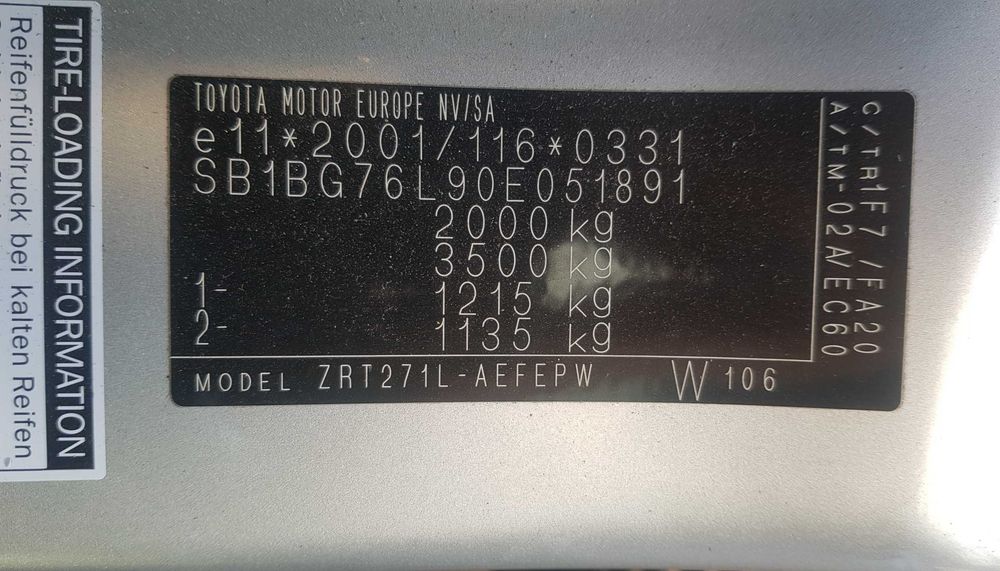 TIRE-LOADING INFORMATION
Reifenfülldruck bei kalten Reifen
TOYOTA MOTOR EUROPE NV/SA
e11*2001/116*0331
SB1BG76L90E051891
2000 kg
3500 kg
1- 1215 kg
2- 1135 kg
MODEL ZRT271L-AEFEPW W 106
C/TR1F7/FA20
A/TM-02A/EC60